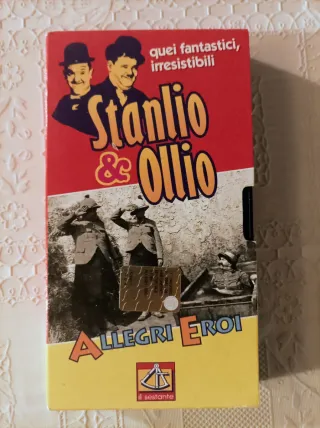 quei fantastici,
irresistibili
Stanlio
& Ollio
ALLEGRI EROI
il sestante